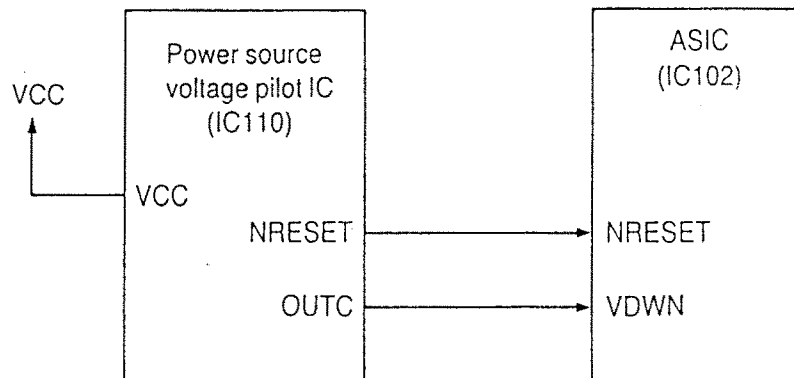 Power source
voltage pilot IC
(IC110)
ASIC
(IC102)
VCC
VCC
NRESET
NRESET
OUTC
VDWN